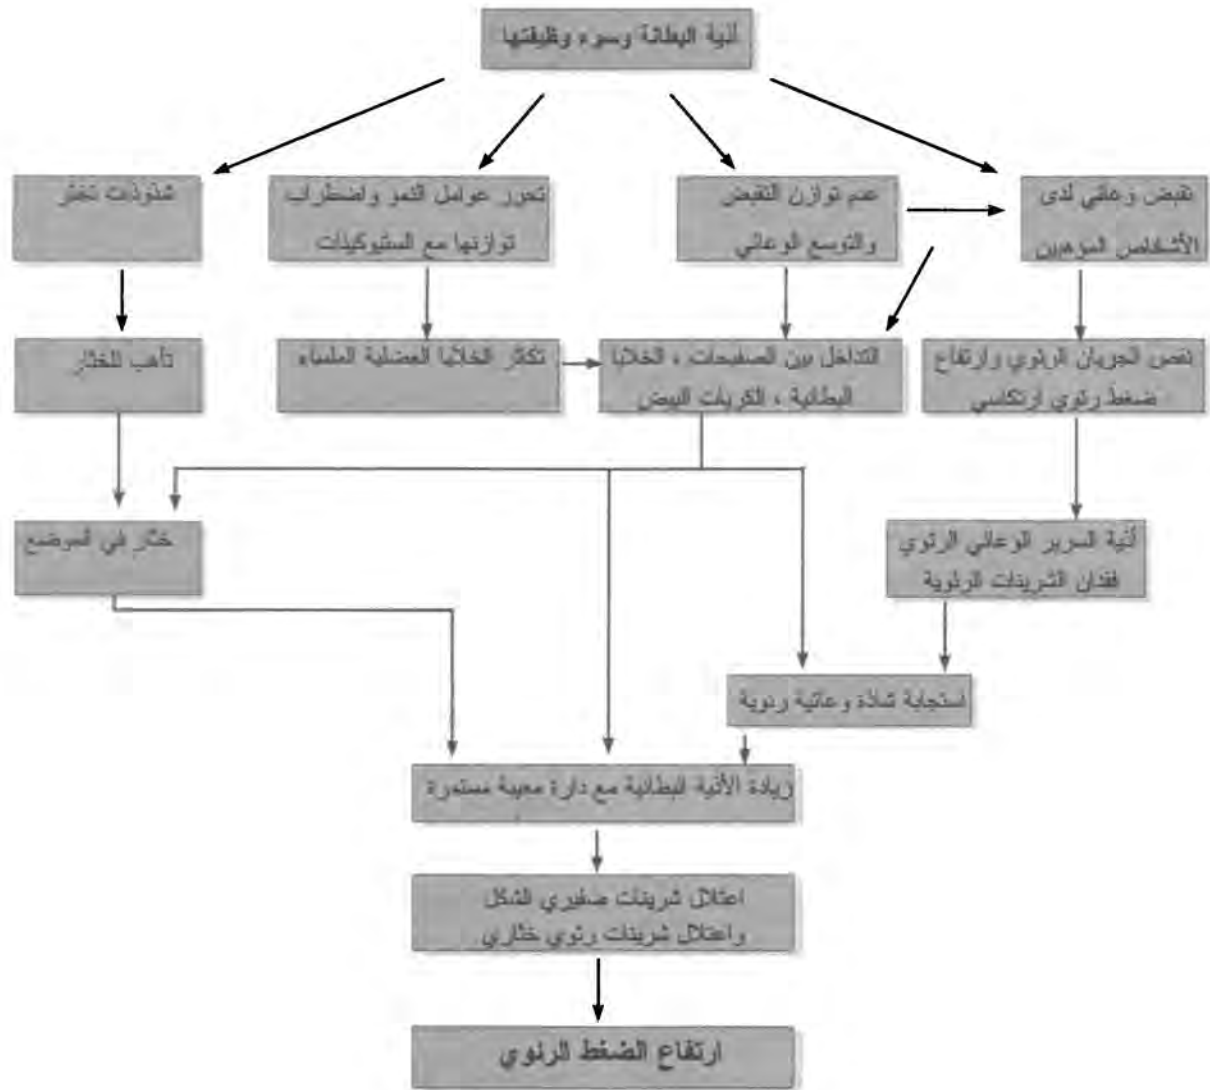 أذية البطانة وسوء وظيفتها
تقبض وعائي لدى
الأشخاص المؤهبين
عدم توازن التقبض
والتوسع الوعائي
تحرر عوامل النمو واضطراب
توازنها مع الستيوكينات
شذوذات تخثر
نقص الجريان الرئوي وارتفاع
ضغط رئوي ارتكاسي
التداخل بين الصفيحات ، الخلايا
البطانية ، الكريات البيض
تكاثر الخلايا العضلية الملساء
تأهب للخثار
أذية السرير الوعائي الرئوي
فقدان الشرينات الرئوية
خثار في الموضع
استجابة شاذة وعائية رئوية
زيادة الأذية البطانية مع دارة معيبة مستمرة
اعتلال شرينات ضفيري الشكل
واعتلال شرينات رئوي خثاري
ارتفاع الضغط الرئوي